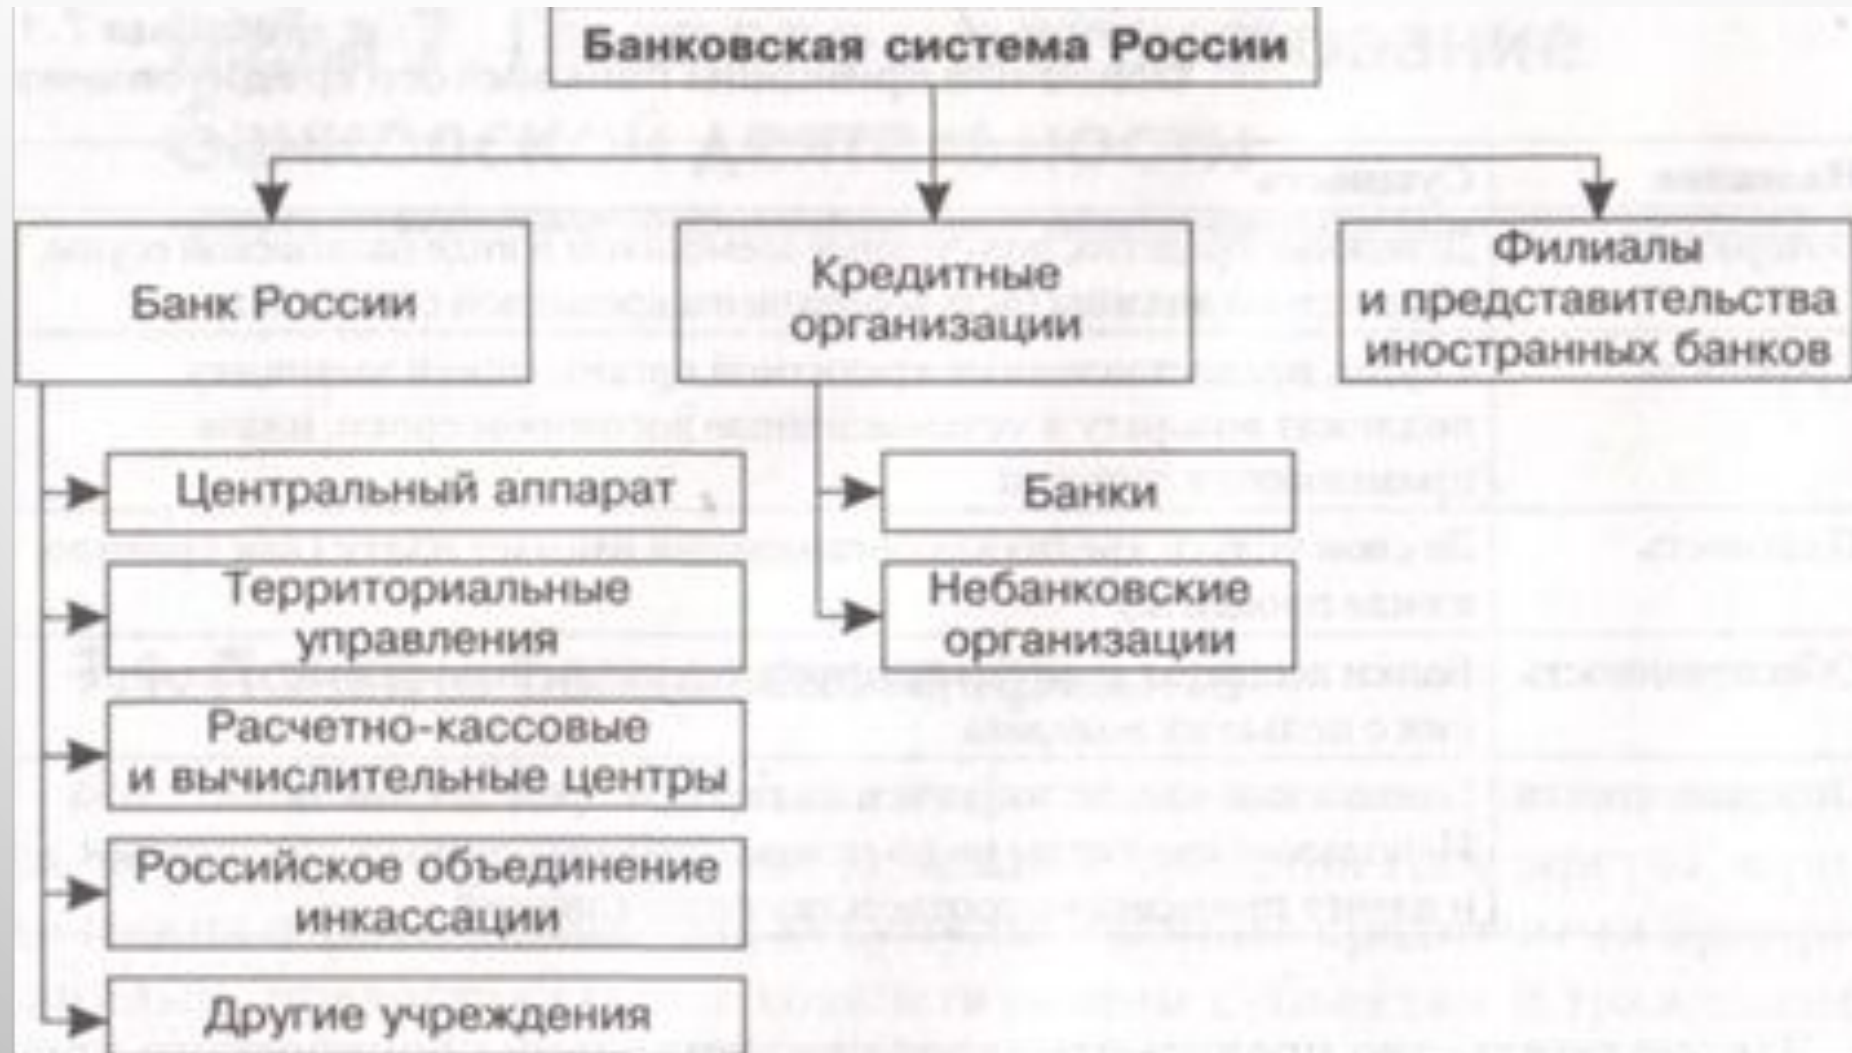 Банковская система России
Банк России
Кредитные
организации
Филиалы
и представительства
иностранных банков
Центральный аппарат
Территориальные
управления
Расчетно-кассовые
и вычислительные центры
Российское объединение
инкассации
Другие учреждения
Банки
Небанковские
организации